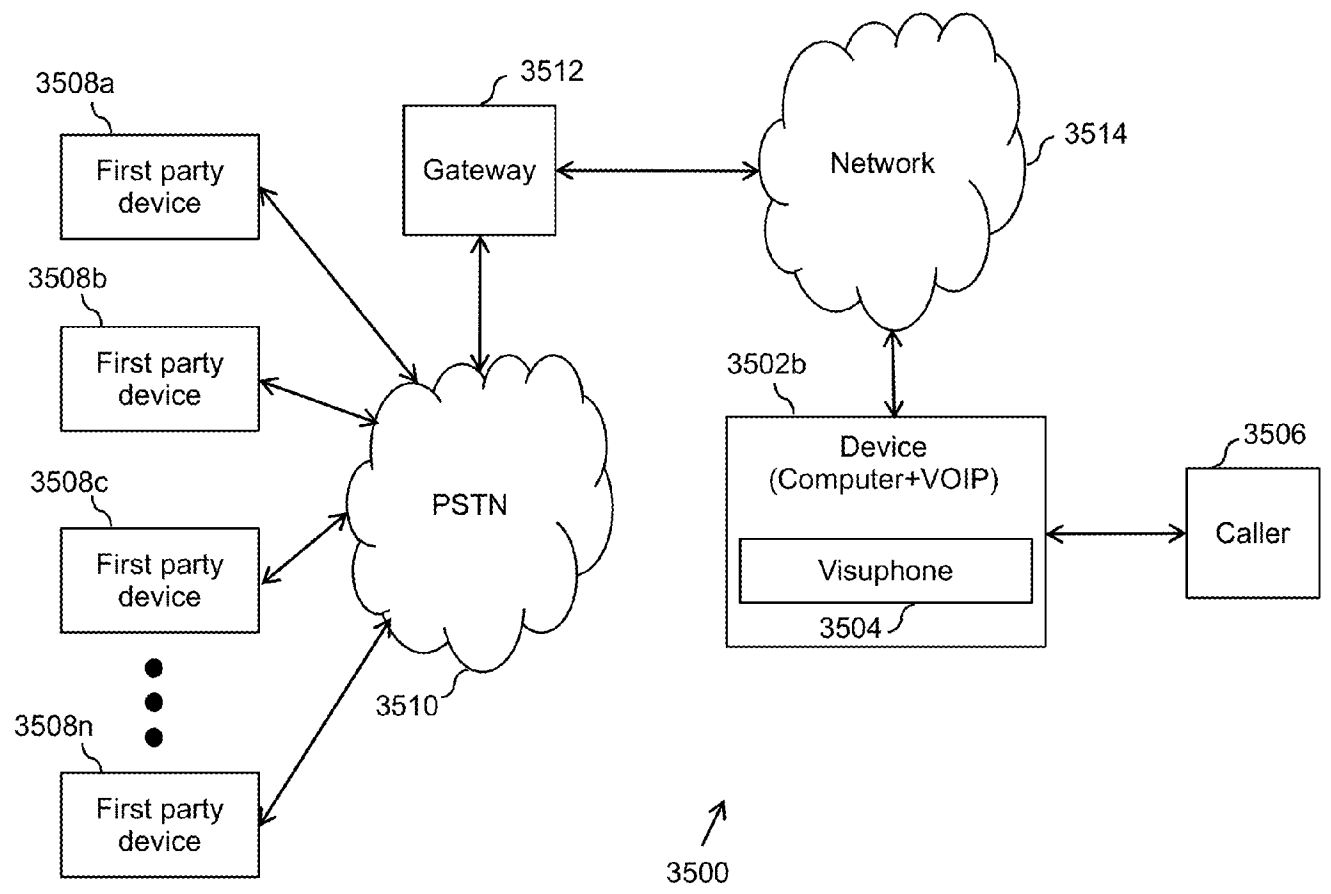 3508a
First party
device
3508b
First party
device
3508c
First party
device
3508n
First party
device
3512
Gateway
PSTN
3510
Network
3514
3502b
Device
(Computer+VOIP)
Visuphone
3504
3506
Caller
3500